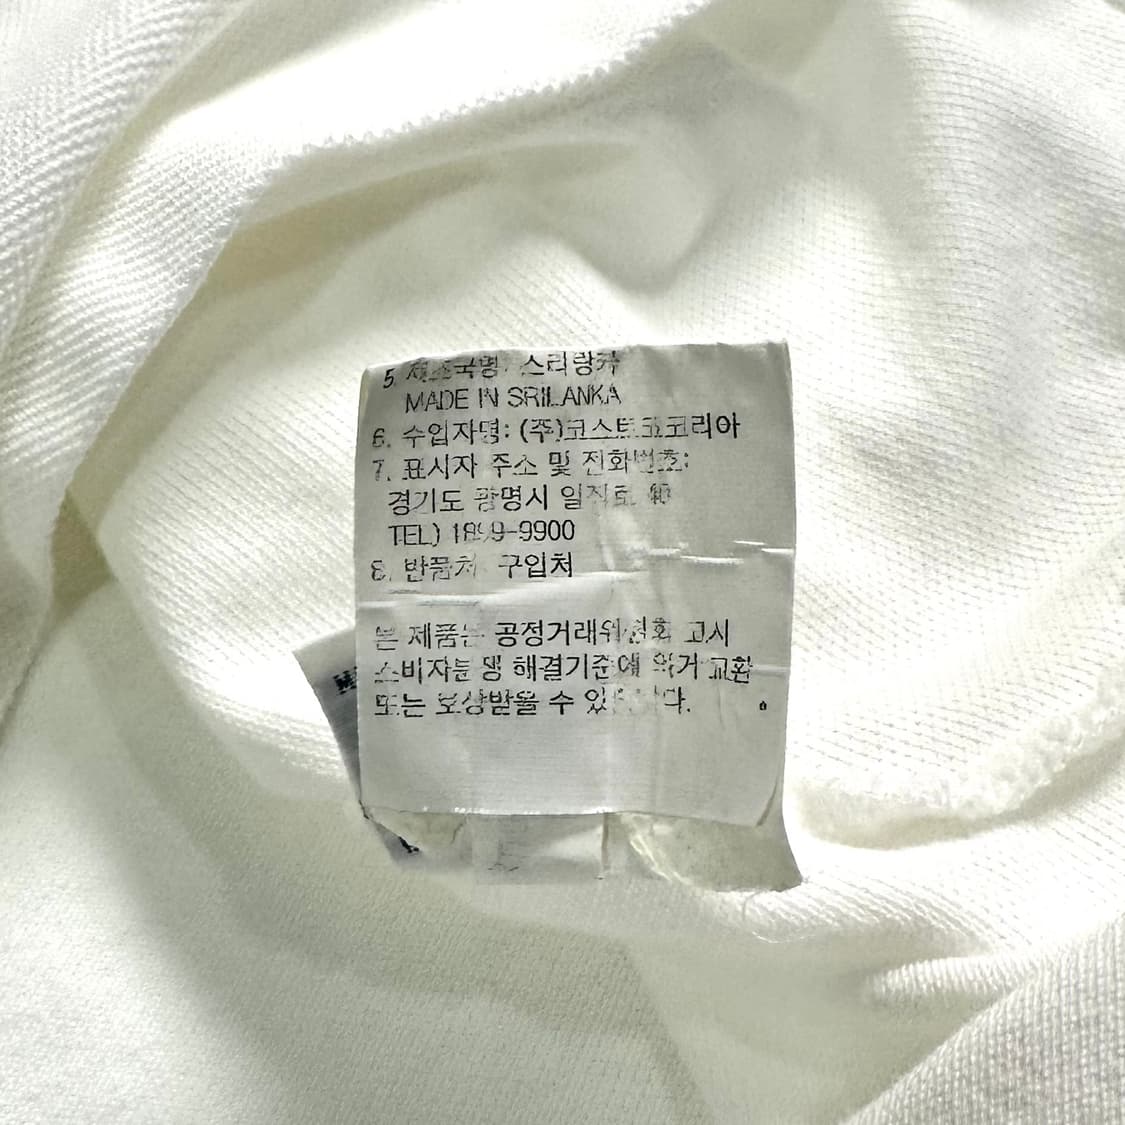 5. 제조국명: 스리랑카
MADE IN SRILANKA
6. 수입자명: (주)코스트코코리아
7. 표시자 주소 및 전화번호:
경기도 광명시 일직로 40
TEL) 1899-9900
8. 반품처: 구입처
본 제품은 공정거래위원회 고시
소비자분쟁 해결기준에 의거 교환
또는 보상받을 수 있습니다.